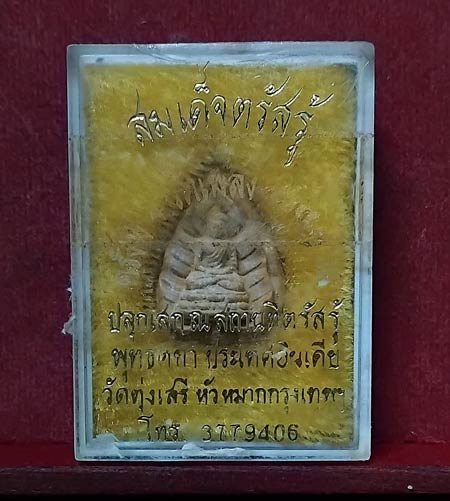 สมเด็จตรัสรู้
ปลุกเสก ณ สถานที่ตรัสรู้
พุทธคยา ประเทศอินเดีย
วัดทุ่งเสรี หัวหมากกรุงเทพฯ
โทร. 3779406